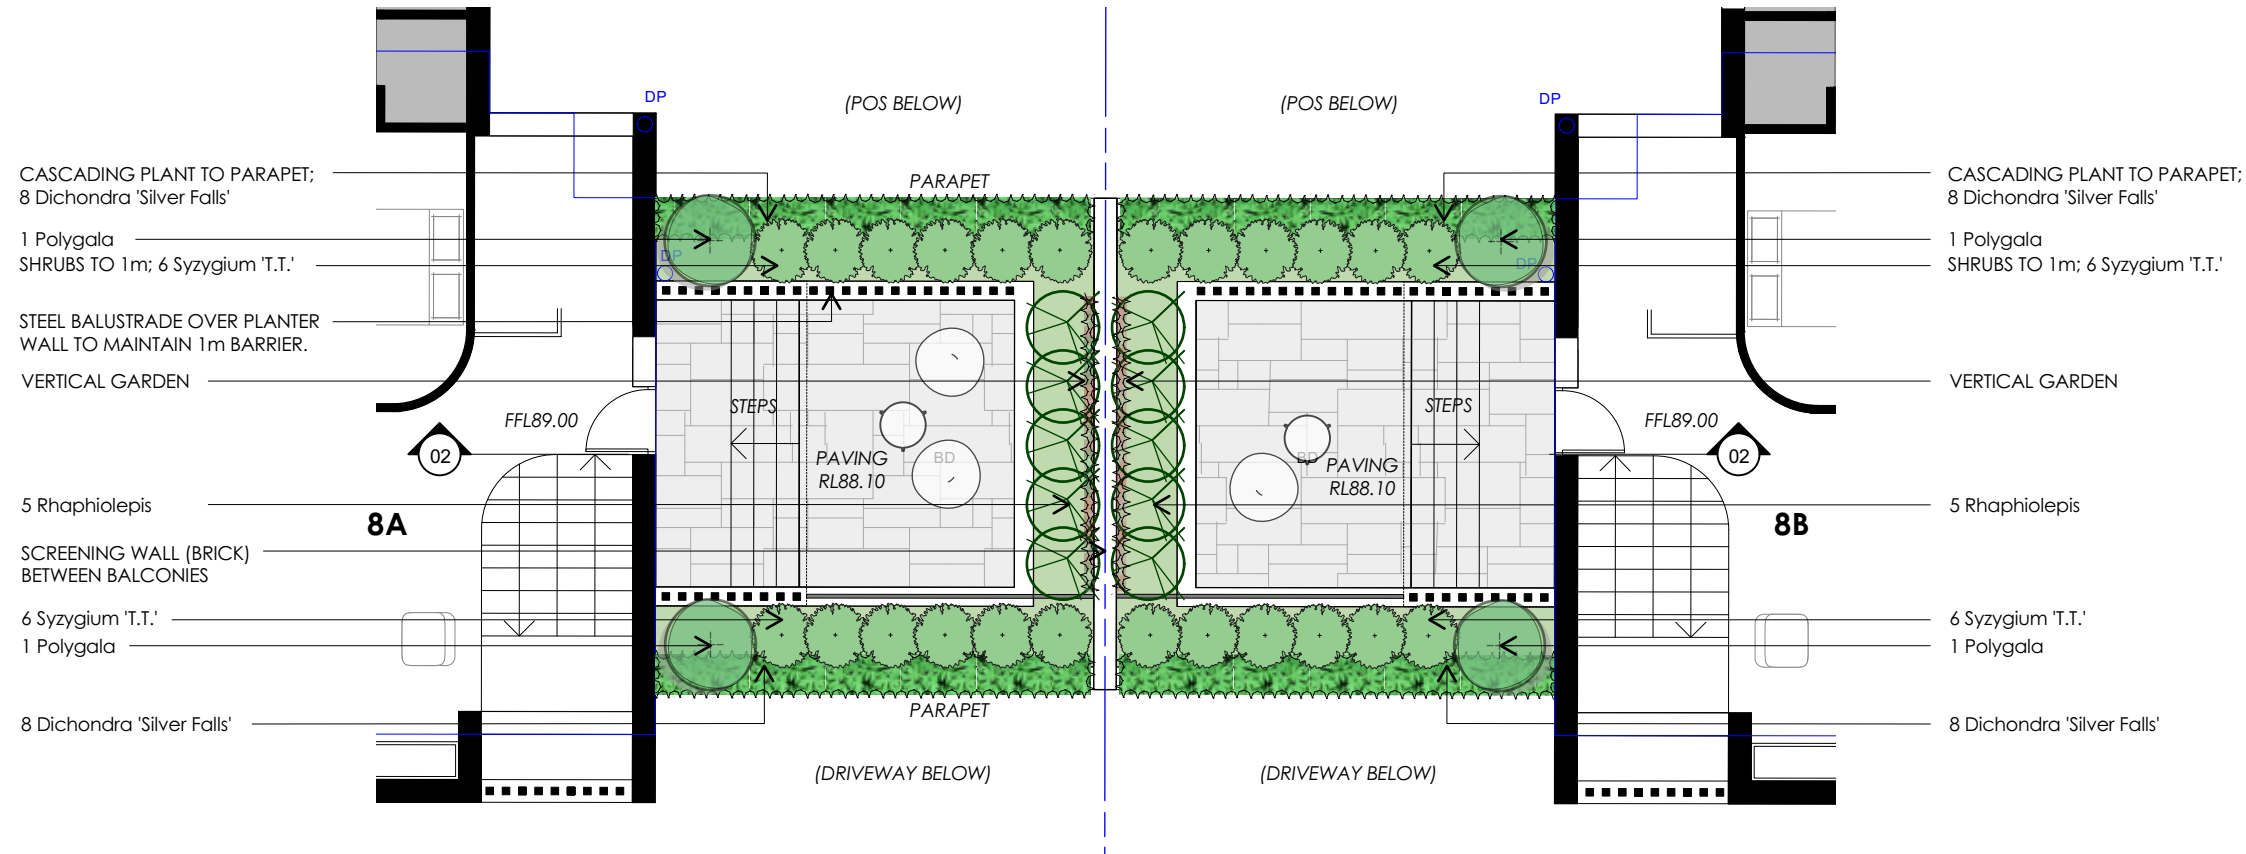 DP
(POS BELOW)
(POS BELOW)
DP
CASCADING PLANT TO PARAPET;
8 Dichondra 'Silver Falls'
PARAPET
CASCADING PLANT TO PARAPET;
8 Dichondra 'Silver Falls'
1 Polygala
SHRUBS TO 1m; 6 Syzygium 'T.T.'
DP
DP
1 Polygala
SHRUBS TO 1m; 6 Syzygium 'T.T.'
STEEL BALUSTRADE OVER PLANTER
WALL TO MAINTAIN 1m BARRIER.
VERTICAL GARDEN
VERTICAL GARDEN
FFL89.00
STEPS
STEPS
FFL89.00
02
PAVING
RL88.10
BD
BD
PAVING
RL88.10
02
5 Rhaphiolepis
8A
5 Rhaphiolepis
8B
SCREENING WALL (BRICK)
BETWEEN BALCONIES
6 Syzygium 'T.T.'
1 Polygala
6 Syzygium 'T.T.'
1 Polygala
8 Dichondra 'Silver Falls'
PARAPET
8 Dichondra 'Silver Falls'
(DRIVEWAY BELOW)
(DRIVEWAY BELOW)